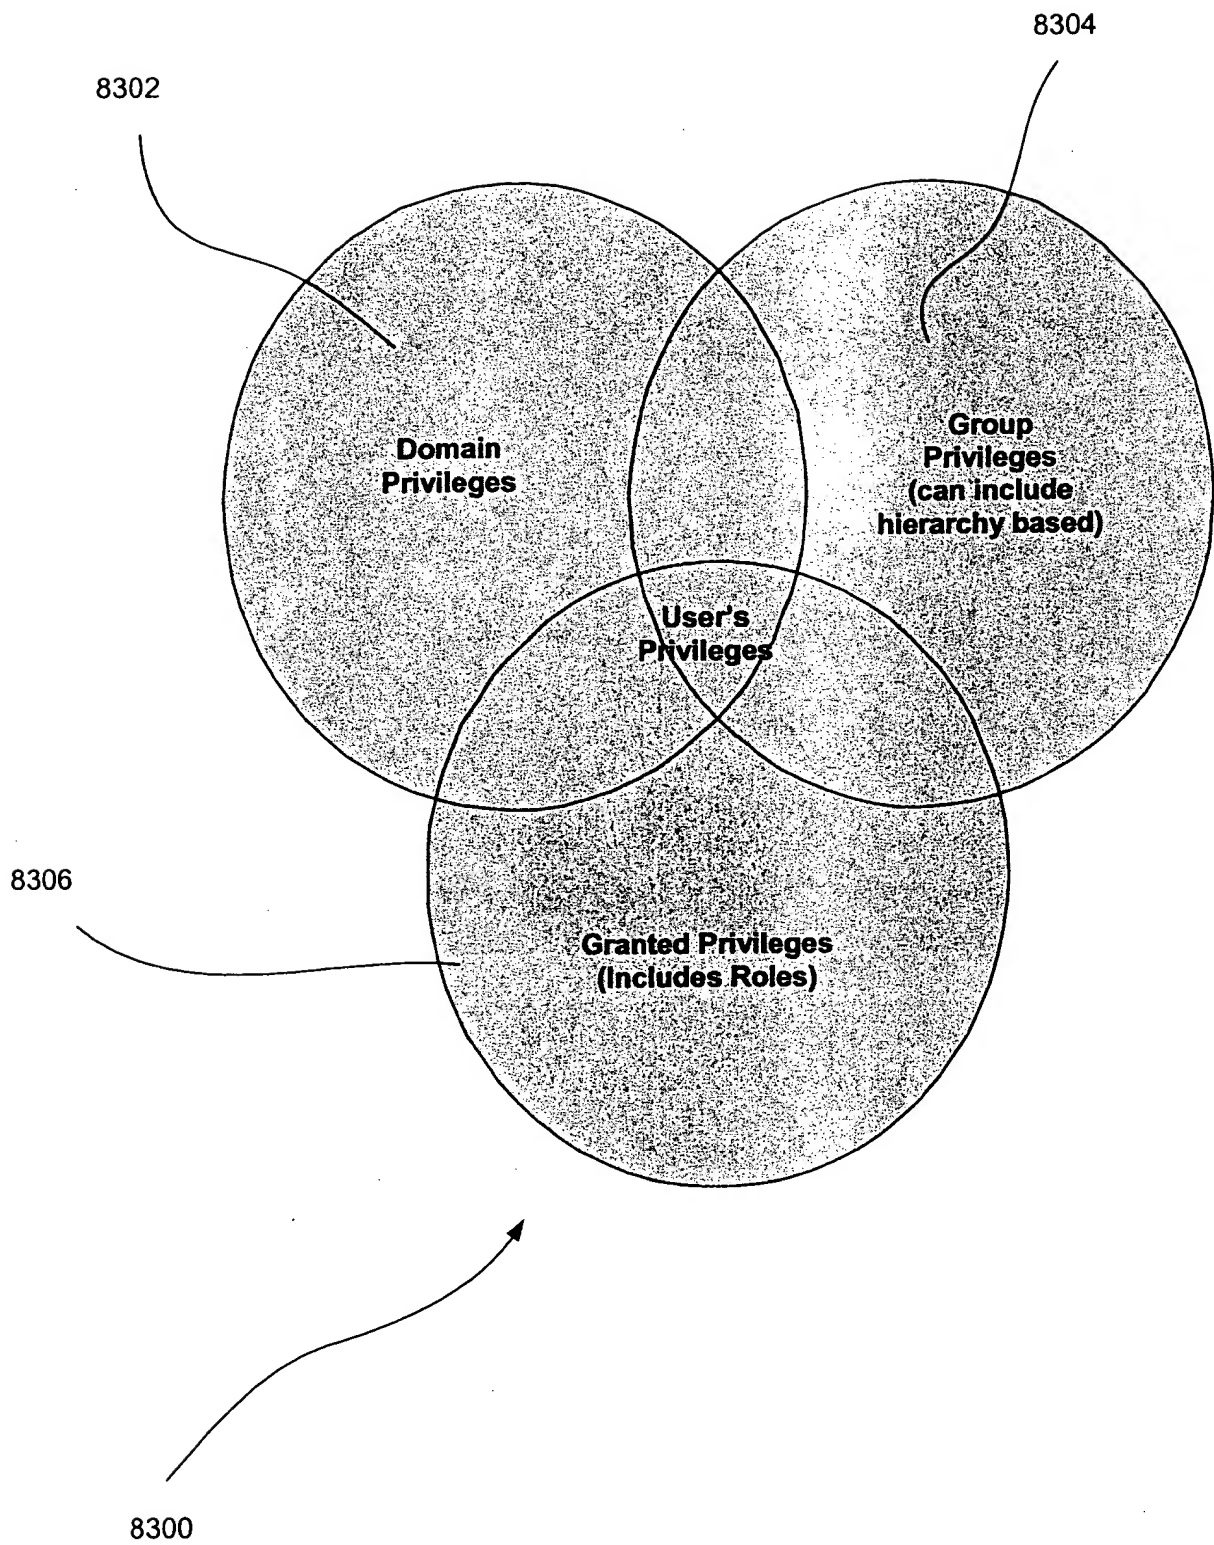 8304
8302
Domain
Privileges
Group
Privileges
(can include
hierarchy based)
User's
Privileges
8306
Granted Privileges
(Includes Roles)
8300